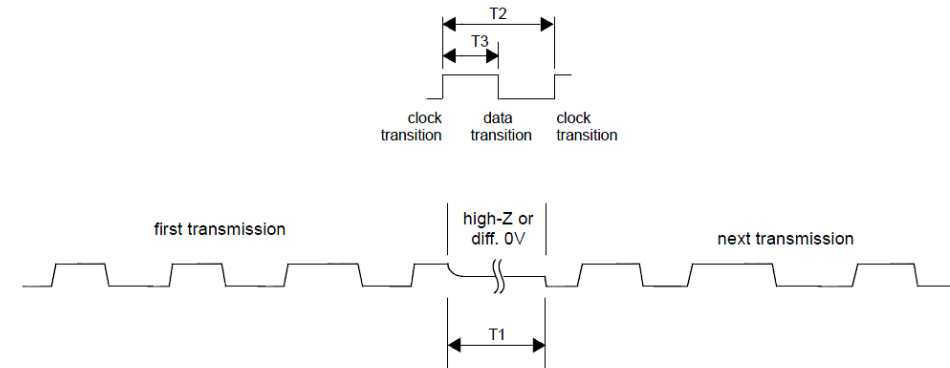 T2
T3
clock data clock
transition transition transition
first transmission
high-Z or
diff. 0V
next transmission
T1